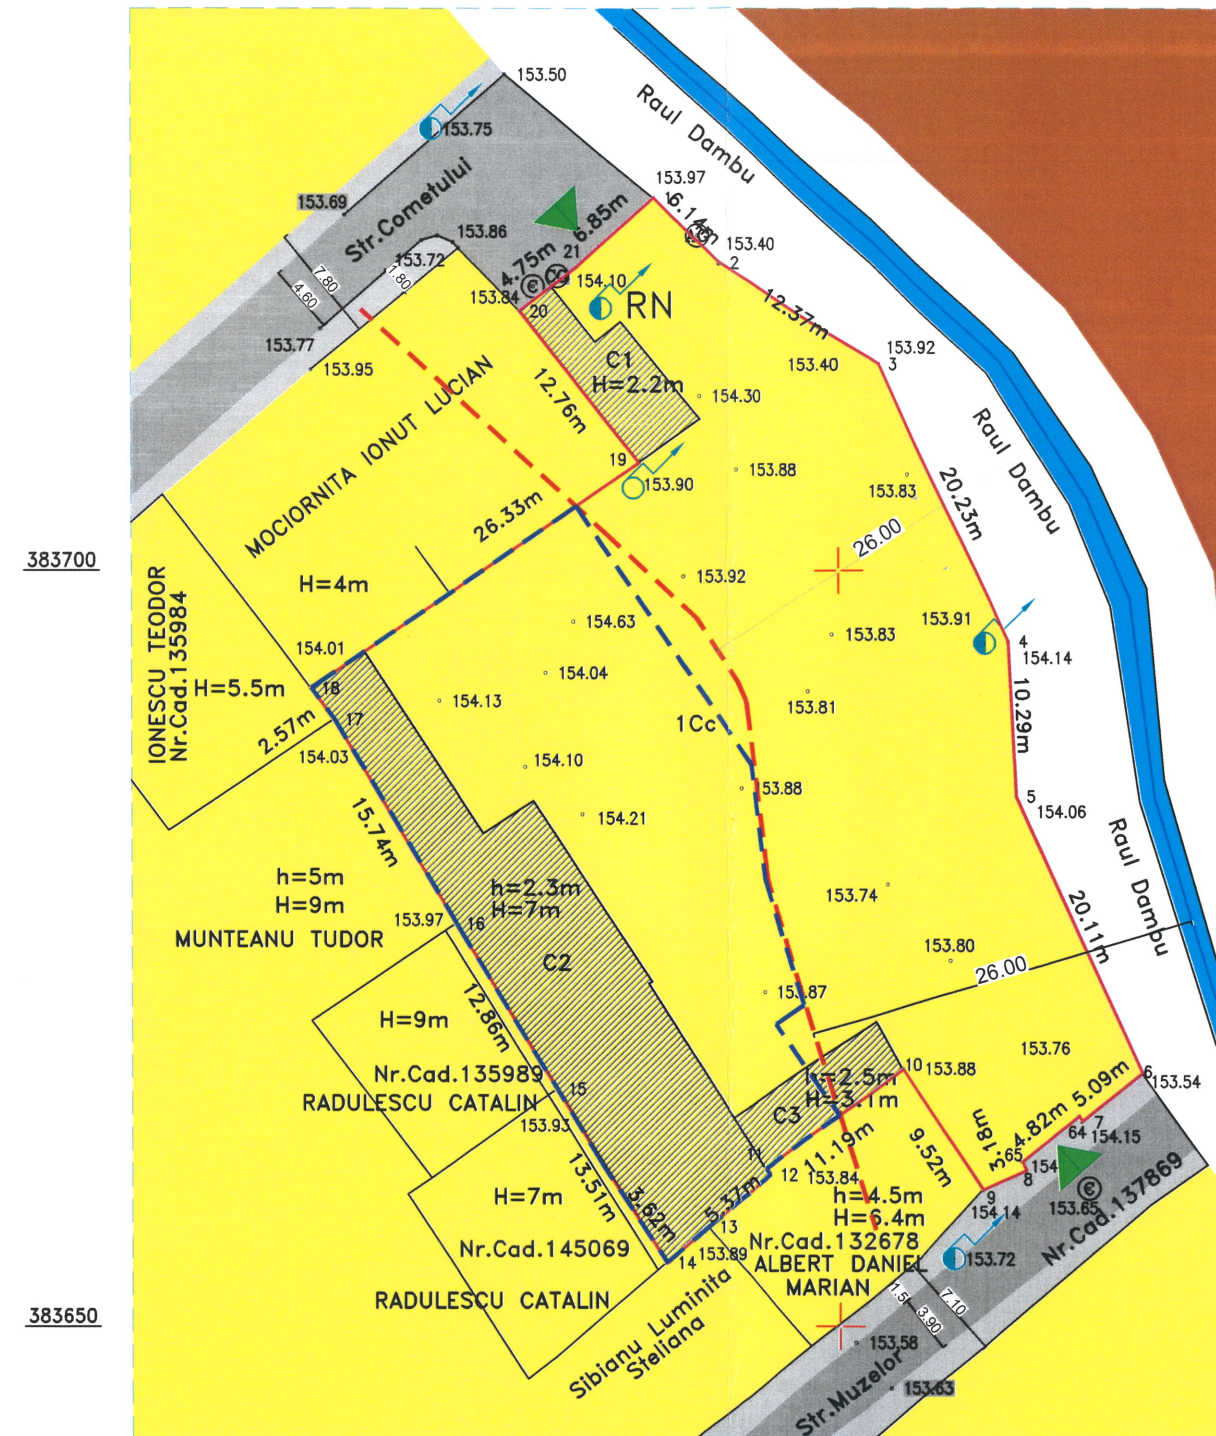 153.50
Raul Dambu
153.75
153.69
Str.Cometului
153.97
6.14m
153.86
6.85m
153.40
2
153.72
7.80
1.80
4.60
4.75m
21
154.10
153.84
20
RN
12.37m
153.77
153.92
3
153.95
C1
H=2.2m
153.40
12.76m
154.30
MOCIORNITA IONUT LUCIAN
Raul Dambu
19
153.90
153.88
153.83
20.23m
26.33m
26.00
383700
IONESCU TEODOR
Nr.Cad.135984
H=4m
153.92
154.63
153.83
153.91
4
154.14
154.01
18
H=5.5m
154.04
154.13
153.81
10.29m
17
2.57m
1Cc
154.03
154.10
53.88
5
154.06
15.74m
154.21
Raul Dambu
h=5m
H=9m
h=2.3m
H=7m
153.74
20.11m
153.97
16
MUNTEANU TUDOR
C2
153.80
26.00
153.87
12.86m
H=9m
153.76
Nr.Cad.135989
RADULESCU CATALIN
15
153.93
10
153.88
h=2.5m
H=3.1m
C3
6
153.54
5.09m
4.82m
7
64
154.15
3.18m
65
154
8
11.19m
9.52m
11
12
153.84
13.51m
H=7m
3.62m
5.37m
13
h=4.5m
H=6.4m
9
154.14
153.65
Nr.Cad.137869
Nr.Cad.145069
14
153.89
Nr.Cad.132678
ALBERT DANIEL
MARIAN
153.72
RADULESCU CATALIN
Sibianu Luminita
Steliana
1.5
3.90
7.10
383650
153.58
Str.Muzelor
153.63